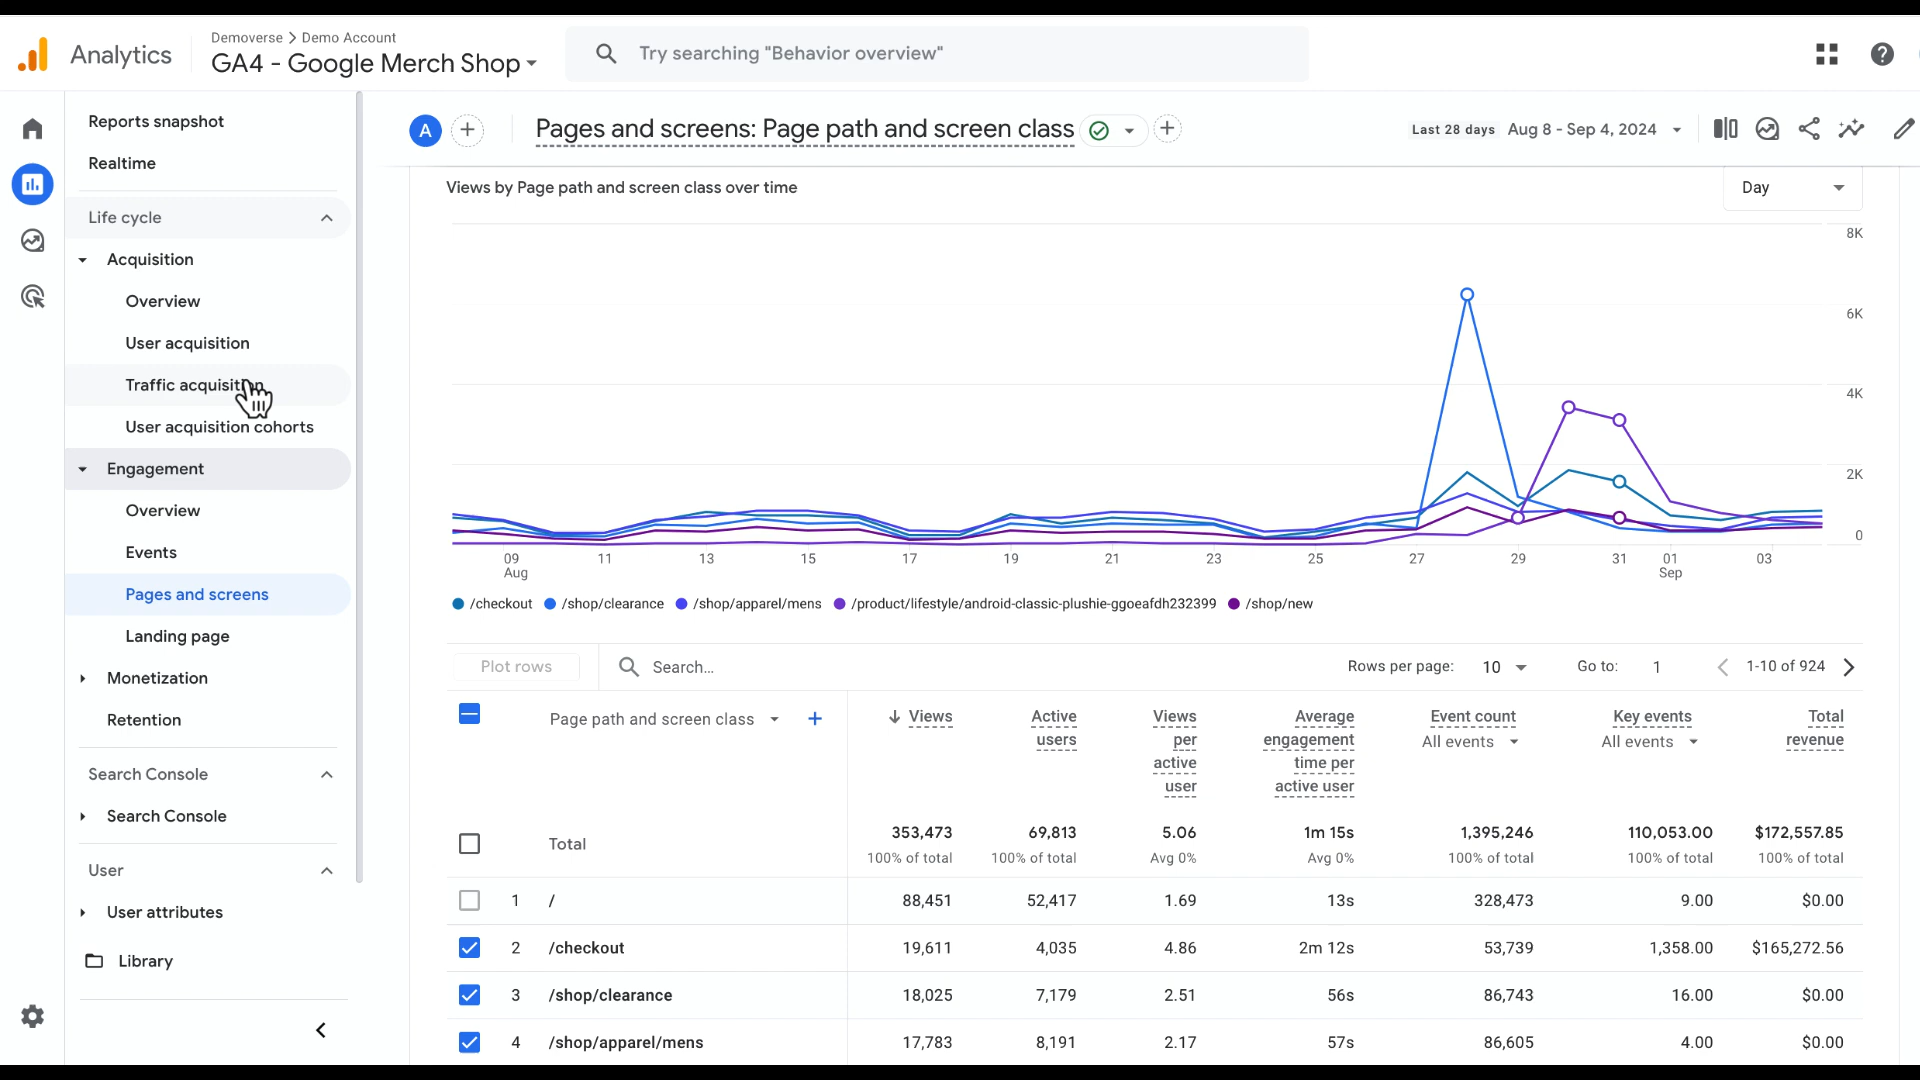 Analytics
Demoverse > Demo Account
GA4 - Google Merch Shop
Try searching "Behavior overview"
Reports snapshot
Realtime
Life cycle
Acquisition
Overview
User acquisition
Traffic acquisition
User acquisition cohorts
Engagement
Overview
Events
Pages and screens
Landing page
Monetization
Retention
Search Console
Search Console
User
User attributes
Library
A
Pages and screens: Page path and screen class
Last 28 days Aug 8 - Sep 4, 2024
Views by Page path and screen class over time
Day
8K
6K
4K
2K
0
09 11 13 15 17 19 21 23 25 27 29 31 01 03
Aug Sep
/checkout /shop/clearance /shop/apparel/mens /product/lifestyle/android-classic-plushie-ggoeafdh232399 /shop/new
Plot rows Search... Rows per page: 10 Go to: 1 1-10 of 924
Page path and screen class
Views
Active
users
Views
per
active
user
Average
engagement
time per
active user
Event count
All events
Key events
All events
Total
revenue
Total 353,473 69,813 5.06 1m 15s 1,395,246 110,053.00 $172,557.85
100% of total 100% of total Avg 0% Avg 0% 100% of total 100% of total 100% of total
1 / 88,451 52,417 1.69 13s 328,473 9.00 $0.00
2 /checkout 19,611 4,035 4.86 2m 12s 53,739 1,358.00 $165,272.56
3 /shop/clearance 18,025 7,179 2.51 56s 86,743 16.00 $0.00
4 /shop/apparel/mens 17,783 8,191 2.17 57s 86,605 4.00 $0.00